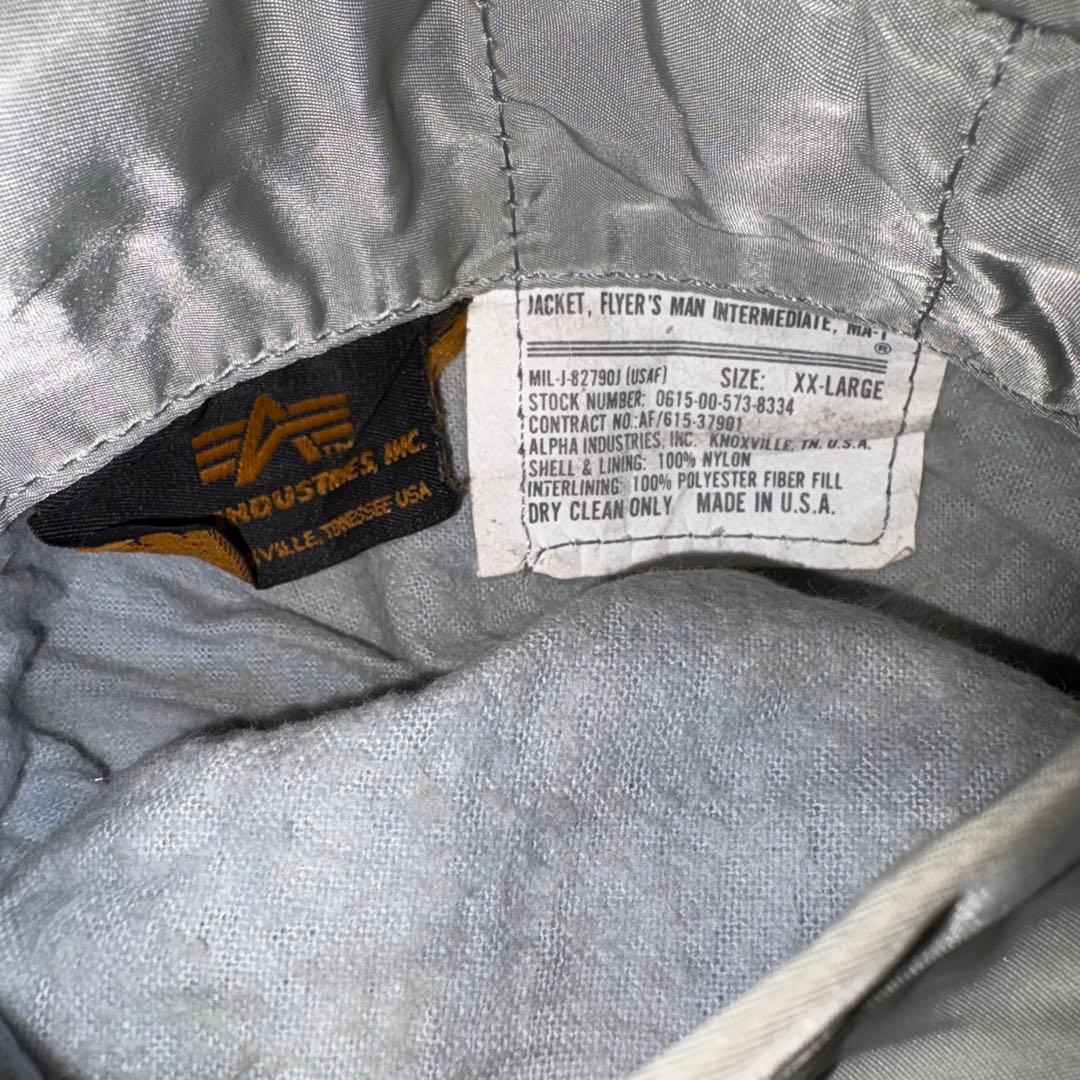 INDUSTRIES, INC.
VILLE, TENNESSEE USA
JACKET, FLYER'S MAN INTERMEDIATE, MA-1
®
MIL-J-82790J (USAF) SIZE: XX-LARGE
STOCK NUMBER: 0615-00-573-8334
CONTRACT NO.:AF/615-37901
ALPHA INDUSTRIES, INC. KNOXVILLE, TN. U.S.A.
SHELL & LINING: 100% NYLON
INTERLINING: 100% POLYESTER FIBER FILL
DRY CLEAN ONLY MADE IN U.S.A.